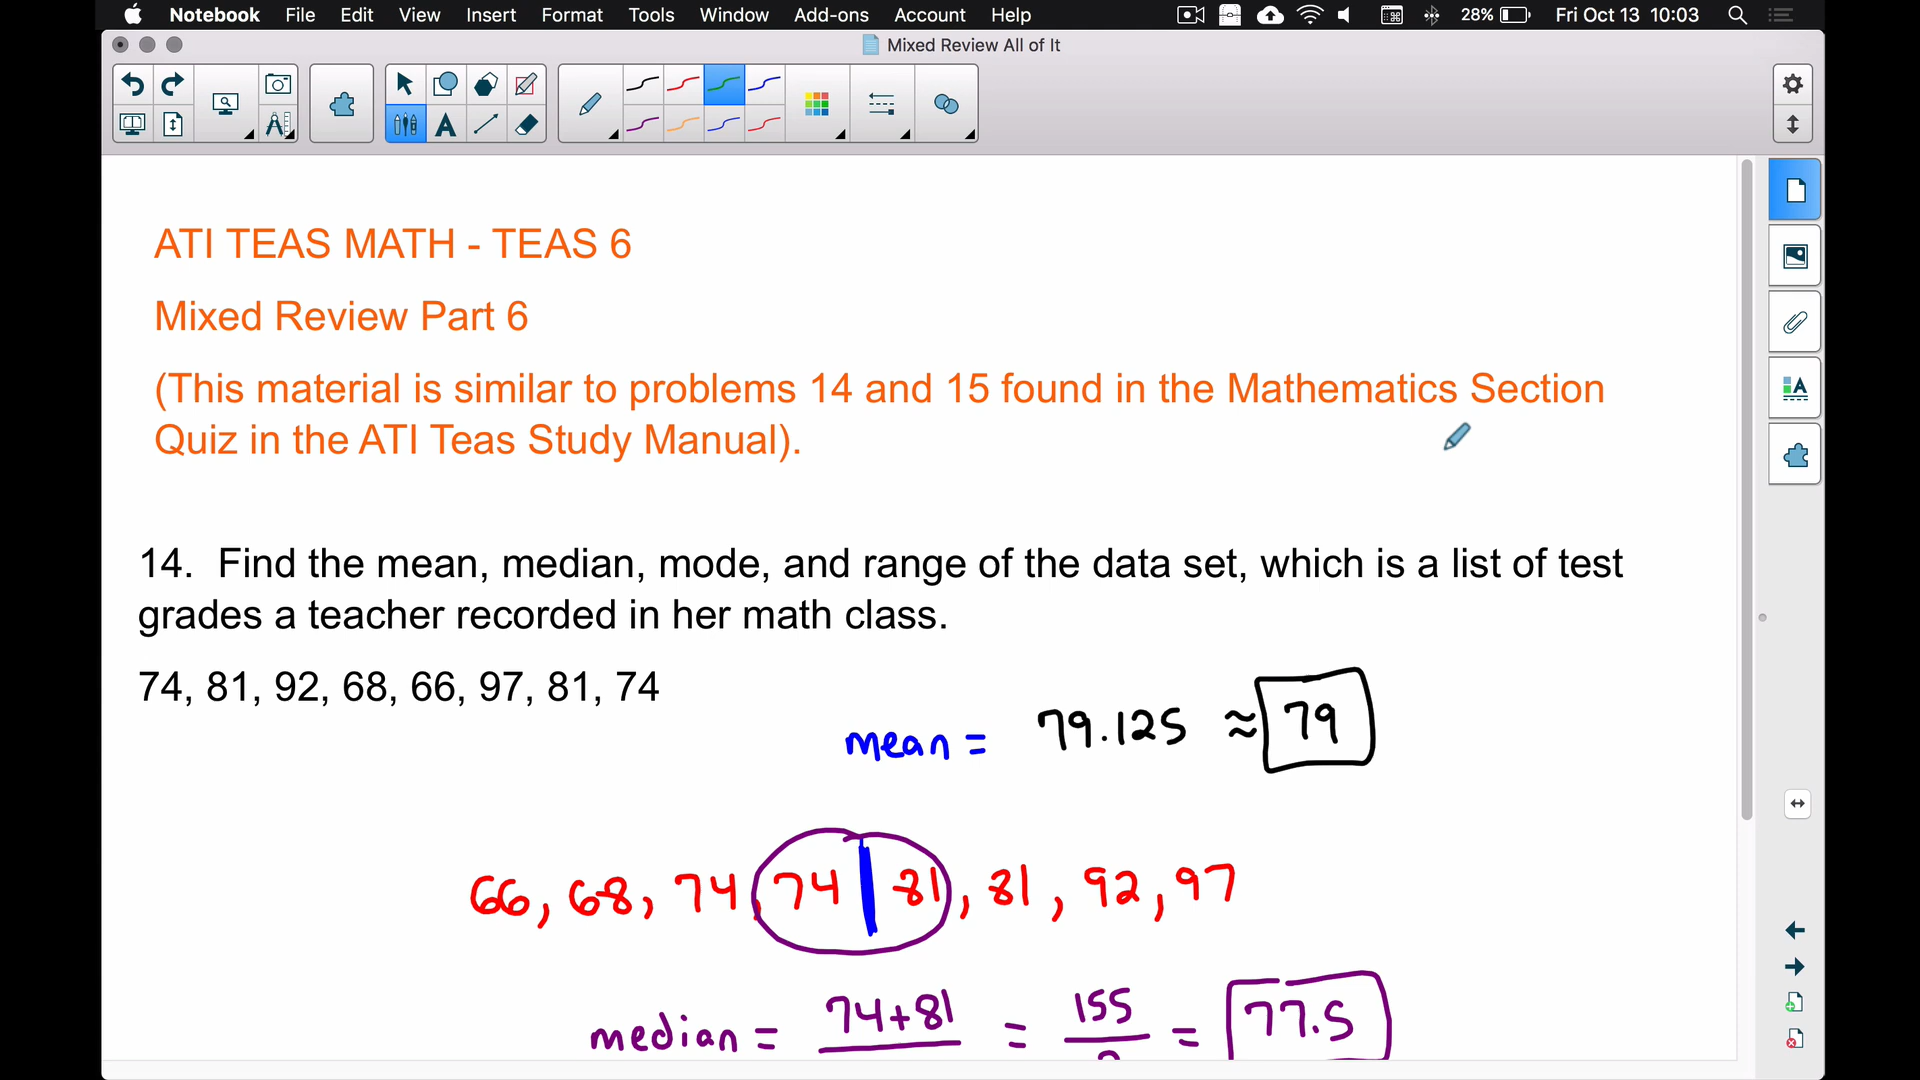 Notebook File Edit View Insert Format Tools Window Add-ons Account Help 28% Fri Oct 13 10:03
Mixed Review All of It
ATI TEAS MATH - TEAS 6
Mixed Review Part 6
(This material is similar to problems 14 and 15 found in the Mathematics Section
Quiz in the ATI Teas Study Manual).
14. Find the mean, median, mode, and range of the data set, which is a list of test
grades a teacher recorded in her math class.
74, 81, 92, 68, 66, 97, 81, 74
mean = 79.125 ≈ 79
66, 68, 74, 74 | 81, 81, 92, 97
median = 74+81 = 155 = 77.5